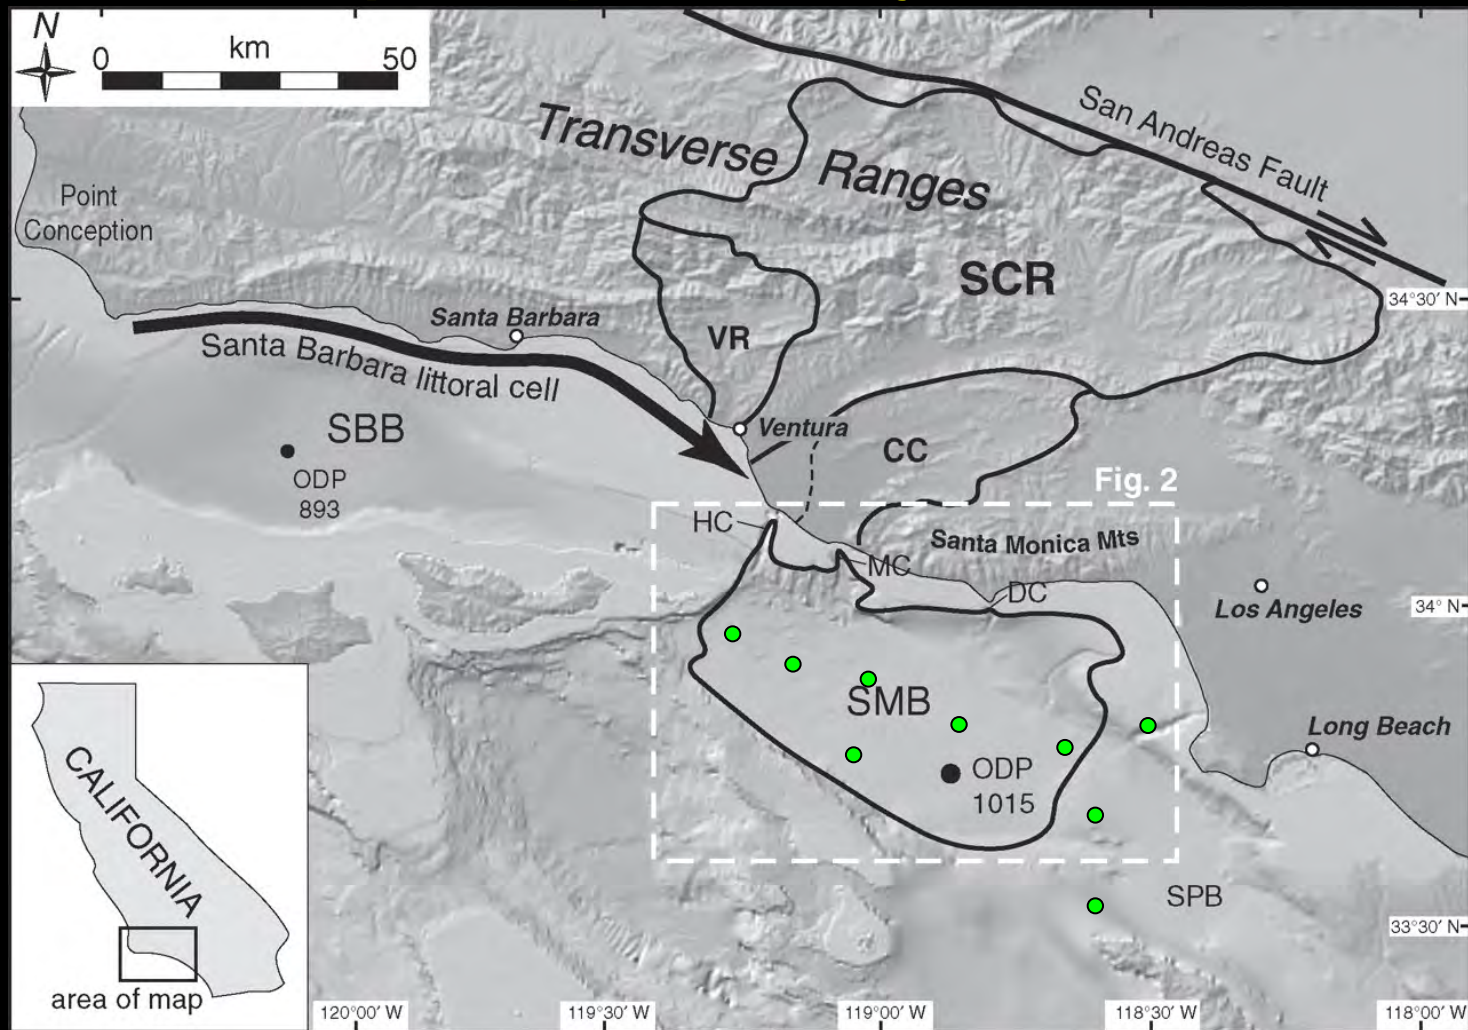 N
km
0 50
San Andreas Fault
Transverse Ranges
Point
Conception
SCR
34°30′ N
Santa Barbara
VR
Santa Barbara littoral cell
SBB
Ventura
CC
ODP
893
Fig. 2
HC
Santa Monica Mts
MC
DC
Los Angeles
34° N
SMB
Long Beach
ODP
1015
CALIFORNIA
SPB
33°30′ N
area of map
120°00′ W 119°30′ W 119°00′ W 118°30′ W 118°00′ W